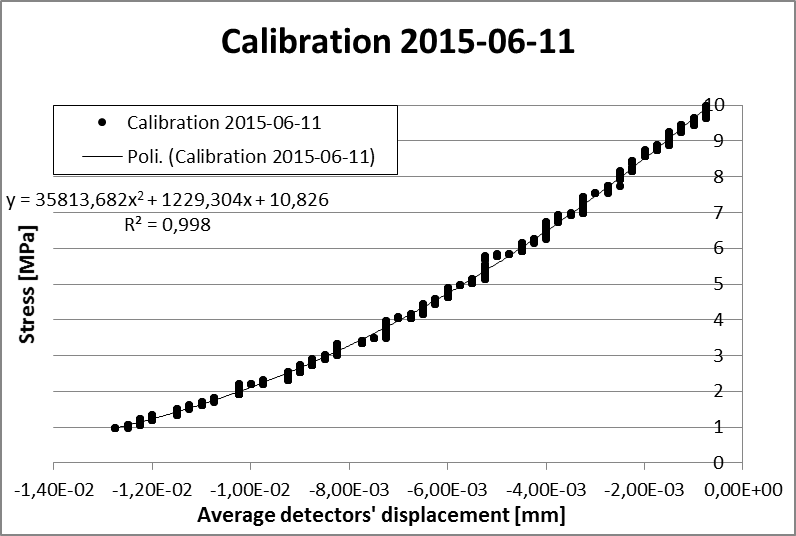 Calibration 2015-06-11
Calibration 2015-06-11
Poli. (Calibration 2015-06-11)
y = 35813,682x² + 1229,304x + 10,826
R² = 0,998
Stress [MPa]
10
9
8
7
6
5
4
3
2
1
0
-1,40E-02 -1,20E-02 -1,00E-02 -8,00E-03 -6,00E-03 -4,00E-03 -2,00E-03 0,00E+00
Average detectors' displacement [mm]